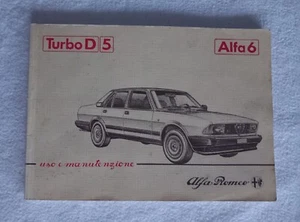 Turbo D 5
Alfa 6
uso e manutenzione
Alfa-Romeo